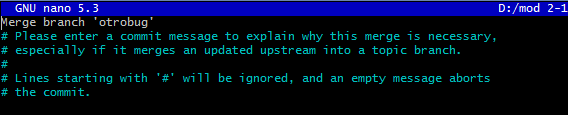 GNU nano 5.3 D:/mod 2-1
Merge branch 'otrobug'
# Please enter a commit message to explain why this merge is necessary,
# especially if it merges an updated upstream into a topic branch.
#
# Lines starting with '#' will be ignored, and an empty message aborts
# the commit.